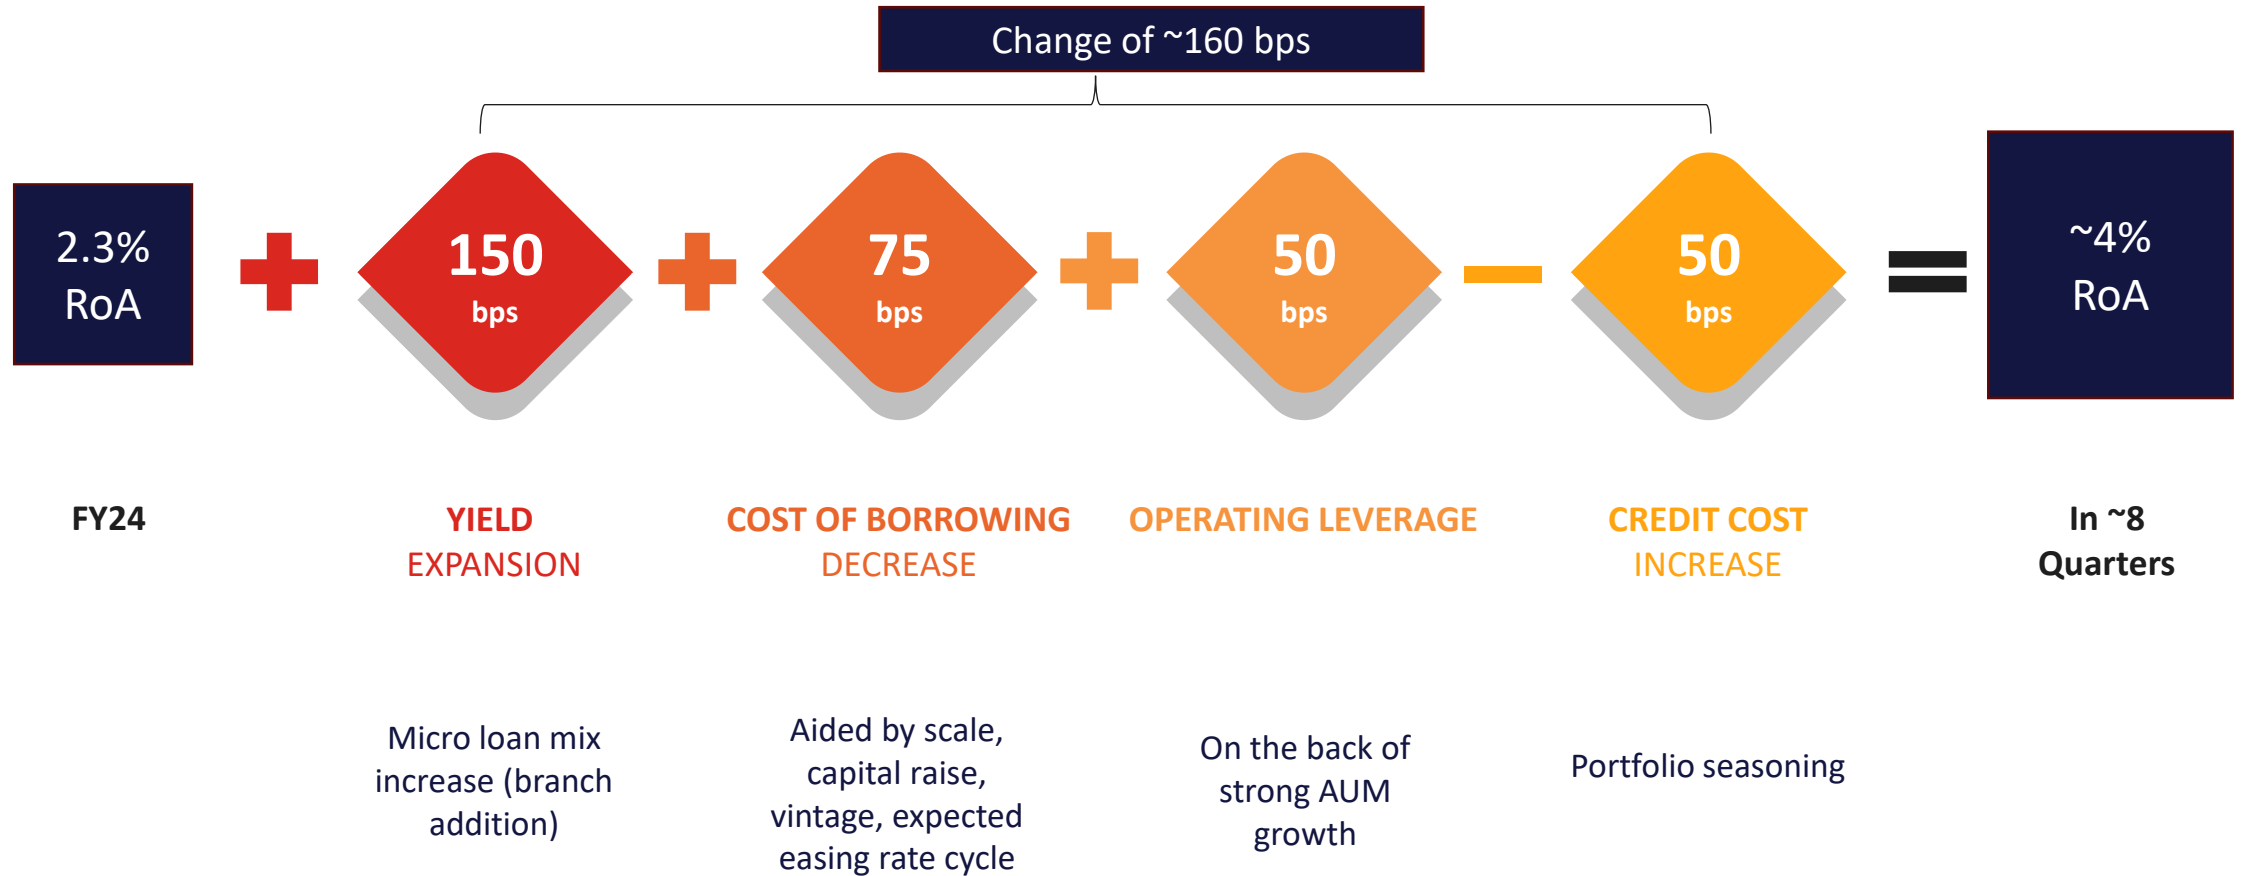 Change of ~160 bps
2.3%
RoA
150
bps
75
bps
50
bps
50
bps
~4%
RoA
FY24
YIELD
EXPANSION
COST OF BORROWING
DECREASE
OPERATING LEVERAGE
CREDIT COST
INCREASE
In ~8
Quarters
Micro loan mix
increase (branch
addition)
Aided by scale,
capital raise,
vintage, expected
easing rate cycle
On the back of
strong AUM
growth
Portfolio seasoning